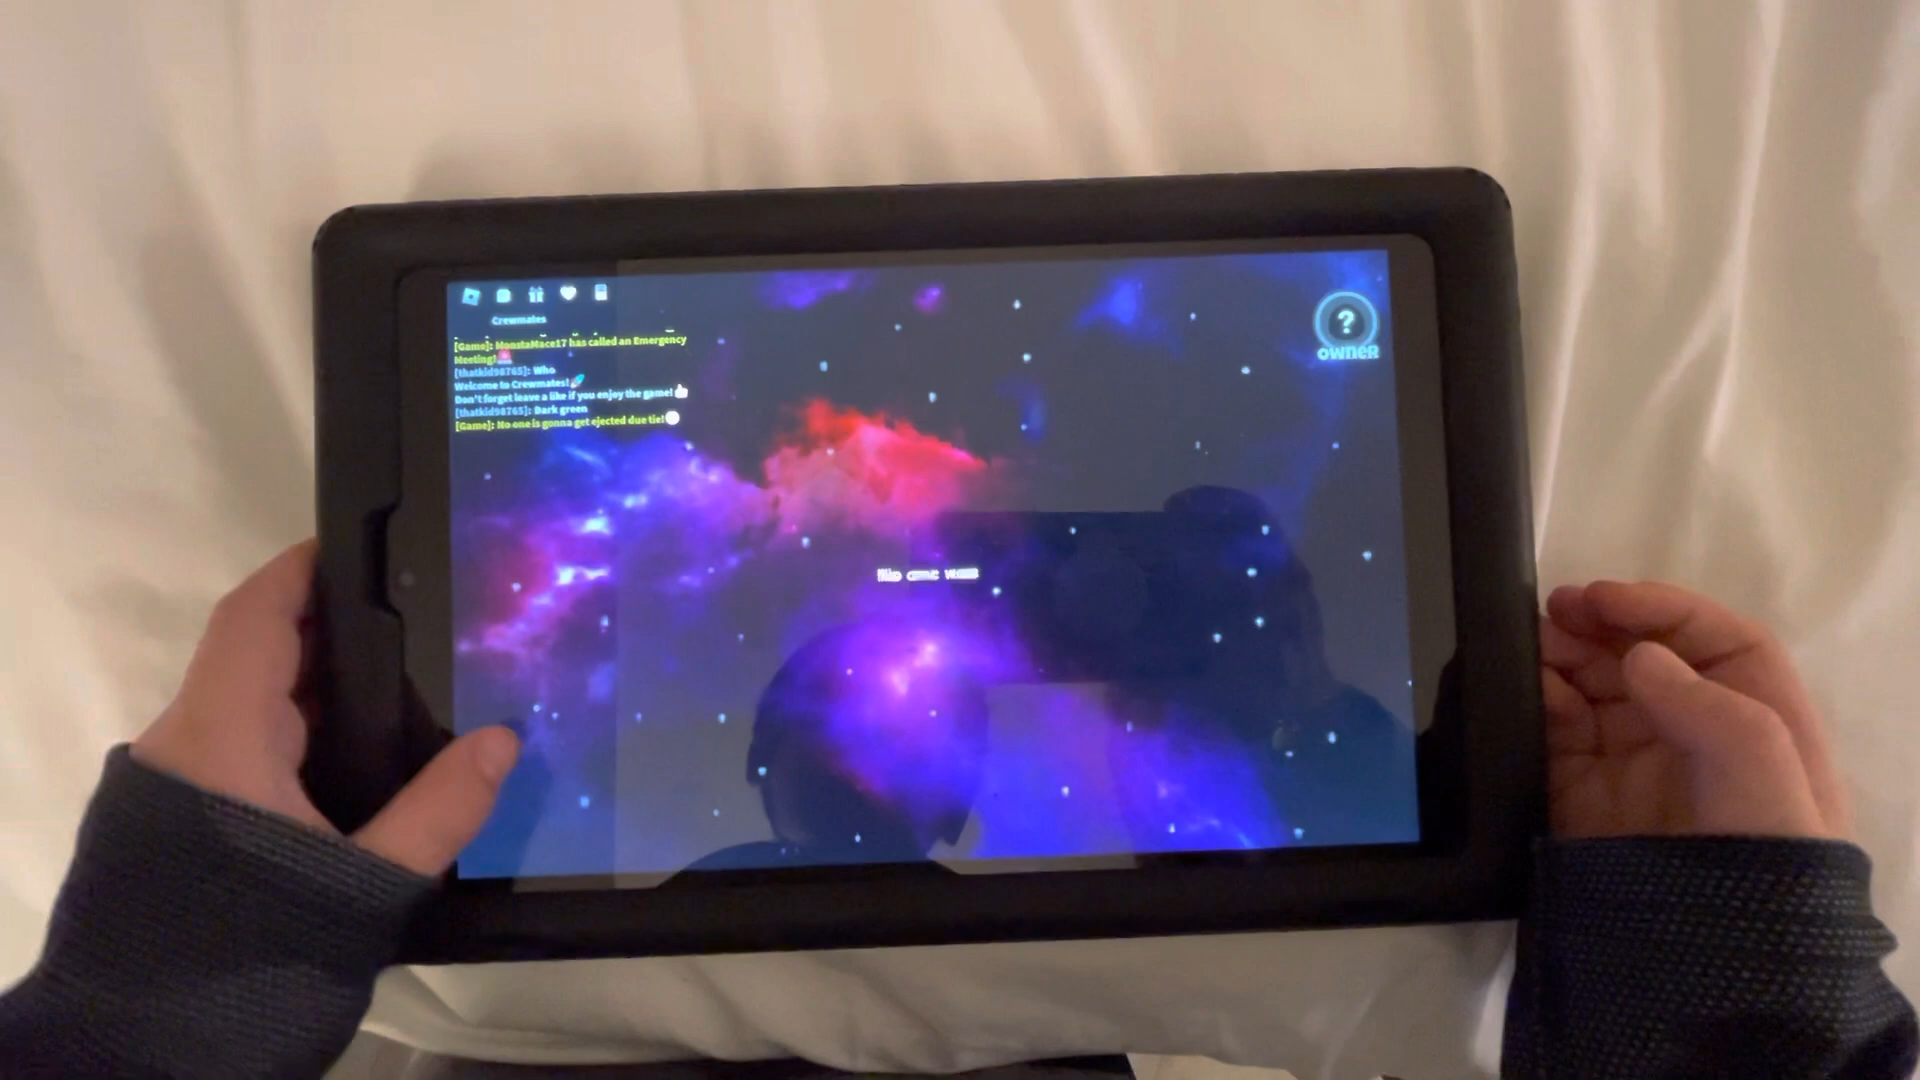 Crewmates
[Game]: MonstaMace17 has called an Emergency
Meeting!
[thatkid98765]: Who
Welcome to Crewmates!
Don't forget leave a like if you enjoy the game!
[thatkid98765]: Dark green
[Game]: No one is gonna get ejected due tie!
?
OWNER